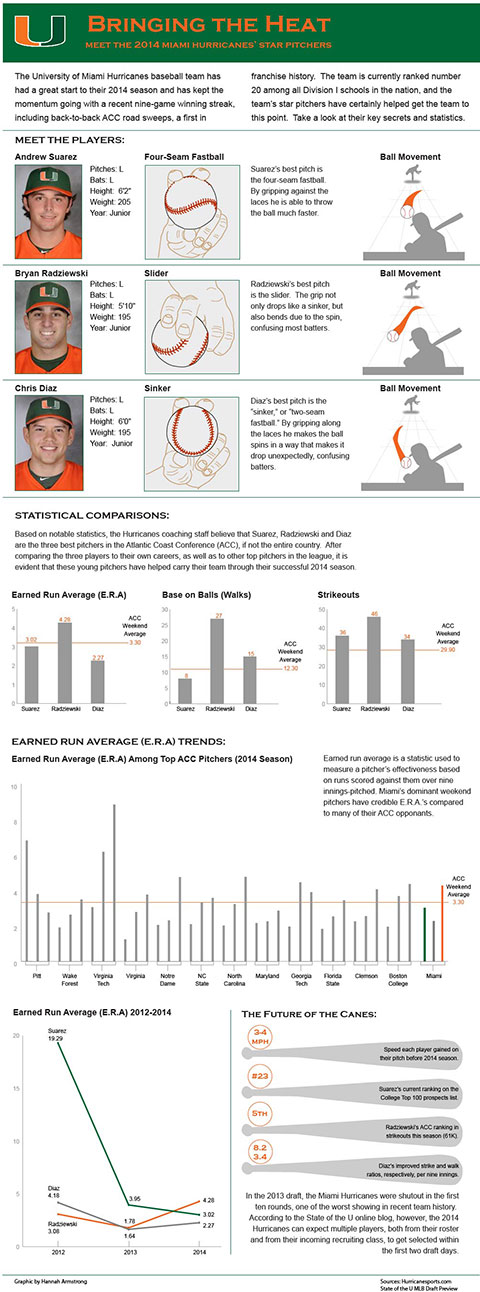 U
BRINGING THE HEAT
MEET THE 2014 MIAMI HURRICANES' STAR PITCHERS
The University of Miami Hurricanes baseball team has
had a great start to their 2014 season and has kept the
momentum going with a recent nine-game winning streak,
including back-to-back ACC road sweeps, a first in
franchise history. The team is currently ranked number
20 among all Division I schools in the nation, and the
team's star pitchers have certainly helped get the team to
this point. Take a look at their key secrets and statistics.
MEET THE PLAYERS:
Andrew Suarez
Pitches: L
Bats: L
Height: 6'2"
Weight: 205
Year: Junior
Four-Seam Fastball
Suarez's best pitch is
the four-seam fastball.
By gripping against the
laces he is able to throw
the ball much faster.
Ball Movement
Bryan Radziewski
Pitches: L
Bats: L
Height: 5'10"
Weight: 195
Year: Junior
Slider
Radziewski's best pitch
is the slider. The grip not
only drops like a sinker, but
also bends due to the spin,
confusing most batters.
Ball Movement
Chris Diaz
Pitches: L
Bats: L
Height: 6'0"
Weight: 195
Year: Junior
Sinker
Diaz's best pitch is the
"sinker," or "two-seam
fastball." By gripping along
the laces he makes the ball
spins in a way that makes it
drop unexpectedly, confusing
batters.
Ball Movement
STATISTICAL COMPARISONS:
Based on notable statistics, the Hurricanes coaching staff believe that Suarez, Radziewski and Diaz
are the three best pitchers in the Atlantic Coast Conference (ACC), if not the entire country. After
comparing the three players to their own careers, as well as to other top pitchers in the league, it is
evident that these young pitchers have helped carry their team through their successful 2014 season.
Earned Run Average (E.R.A)
5
4
3
2
1
0
3.02
4.28
2.27
ACC
Weekend
Average
3.30
Suarez
Radziewski
Diaz
Base on Balls (Walks)
30
20
10
0
8
27
15
ACC
Weekend
Average
12.30
Suarez
Radziewski
Diaz
Strikeouts
50
40
30
20
10
0
36
46
34
ACC
Weekend
Average
29.90
Suarez
Radziewski
Diaz
EARNED RUN AVERAGE (E.R.A) TRENDS:
Earned Run Average (E.R.A) Among Top ACC Pitchers (2014 Season)
Earned run average is a statistic used to
measure a pitcher's effectiveness based
on runs scored against them over nine
innings-pitched. Miami's dominant weekend
pitchers have credible E.R.A.'s compared
to many of their ACC opponants.
10
8
6
4
2
0
ACC
Weekend
Average
3.30
Pitt
Wake
Forest
Virginia
Tech
Virginia
Notre
Dame
NC
State
North
Carolina
Maryland
Georgia
Tech
Florida
State
Clemson
Boston
College
Miami
Earned Run Average (E.R.A) 2012-2014
20
15
10
5
0
Suarez
19.29
Diaz
4.18
Radziewski
3.08
3.95
1.78
1.64
4.28
3.02
2.27
2012
2013
2014
THE FUTURE OF THE CANES:
3-4
MPH
Speed each player gained on
their pitch before 2014 season.
#23
Suarez's current ranking on the
College Top 100 prospects list.
5TH
Radziewski's ACC ranking in
strikeouts this season (61K).
8.2
3.4
Diaz's improved strike and walk
ratios, respectively, per nine innings.
In the 2013 draft, the Miami Hurricanes were shutout in the first
ten rounds, one of the worst showing in recent team history.
According to the State of the U online blog, however, the 2014
Hurricanes can expect multiple players, both from their roster
and from their incoming recruiting class, to get selected within
the first two draft days.
Graphic by Hannah Armstrong
Sources: Hurricanesports.com
State of the U MLB Draft Preview